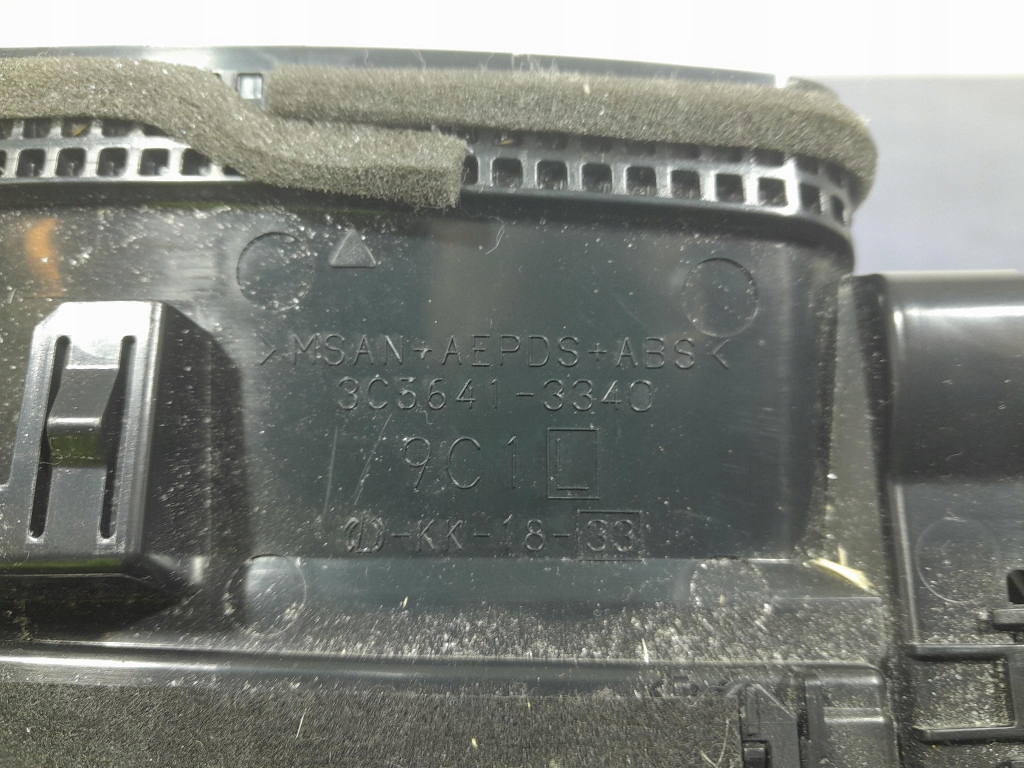 >MSAN+AEPDS+ABS<
3C5641-3340
9C1 L
D-KK-18-33